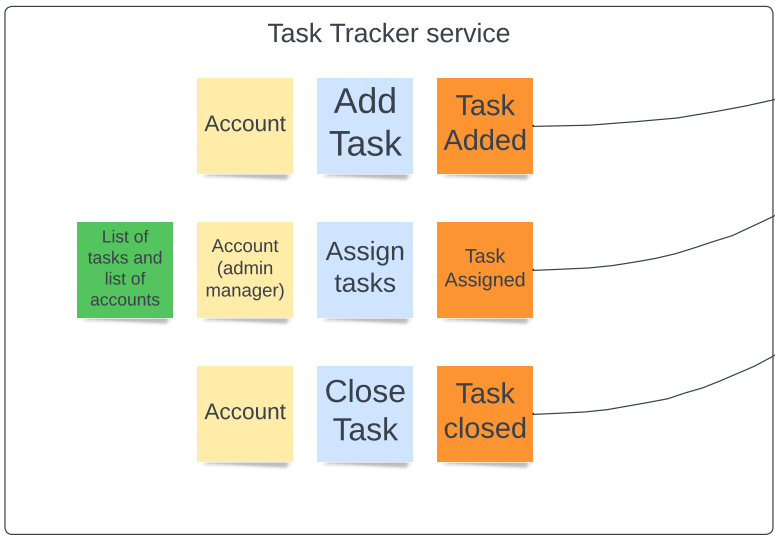 Task Tracker service
Account
Add
Task
Task
Added
List of
tasks and
list of
accounts
Account
(admin
manager)
Assign
tasks
Task
Assigned
Account
Close
Task
Task
closed